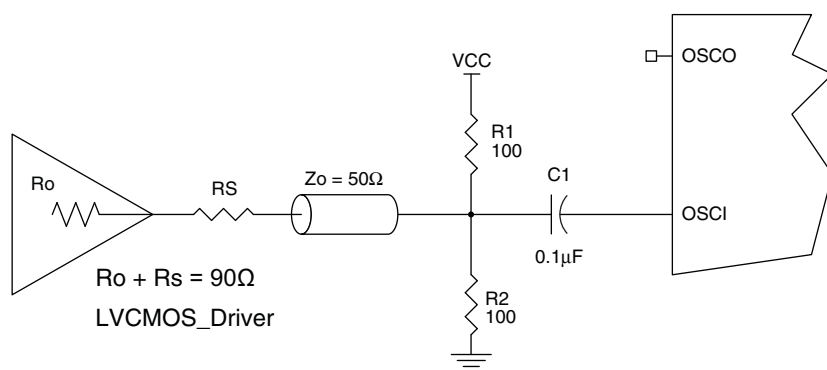 VCC
OSCO
R1
100
Ro
RS
Zo = 50Ω
C1
OSCI
0.1μF
Ro + Rs = 90Ω
LVCMOS_Driver
R2
100